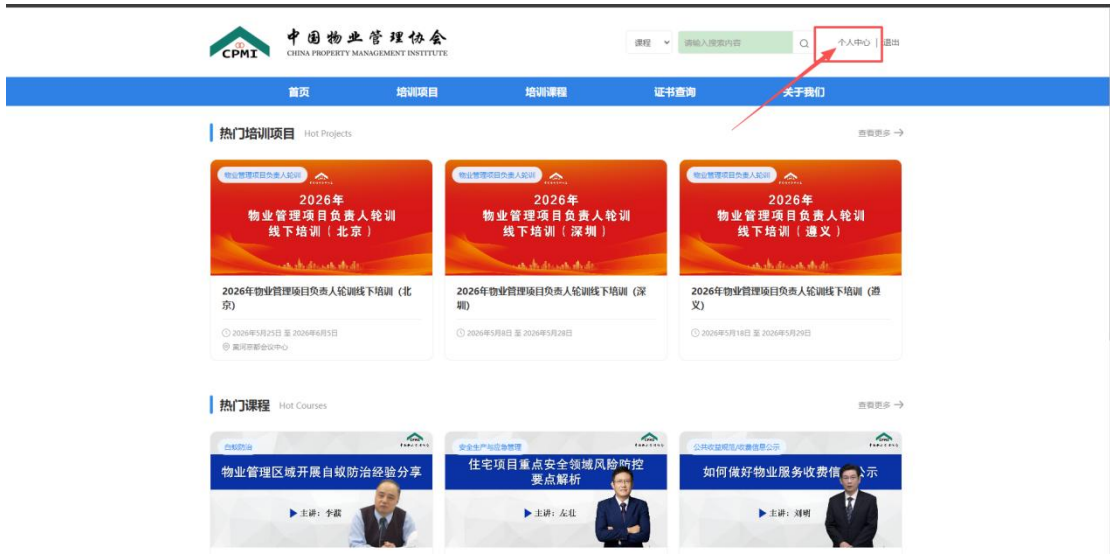 中国物业管理协会
CPMI
CHINA PROPERTY MANAGEMENT INSTITUTE
课程
请输入搜索内容
个人中心 | 退出
首页
培训项目
培训课程
证书查询
关于我们
热门培训项目 Hot Projects
查看更多 →
物业管理项目负责人轮训
2026年
物业管理项目负责人轮训
线下培训（北京）
2026年物业管理项目负责人轮训线下培训（北
京）
2026年5月25日 至 2026年6月5日
物业管理项目负责人轮训
2026年
物业管理项目负责人轮训
线下培训（深圳）
2026年物业管理项目负责人轮训线下培训（深
圳）
2026年5月8日 至 2026年5月28日
物业管理项目负责人轮训
2026年
物业管理项目负责人轮训
线下培训（遵义）
2026年物业管理项目负责人轮训线下培训（遵
义）
2026年5月18日 至 2026年5月29日
热门课程 Hot Courses
查看更多 →
白蚁防治
物业管理区域开展自蚁防治经验分享
主讲：
安全生产与应急管理
住宅项目重点安全领域风险防控
要点解析
主讲：左壮
公共收益规范/收费信息公示
如何做好物业服务收费信 公示
主讲：刘明